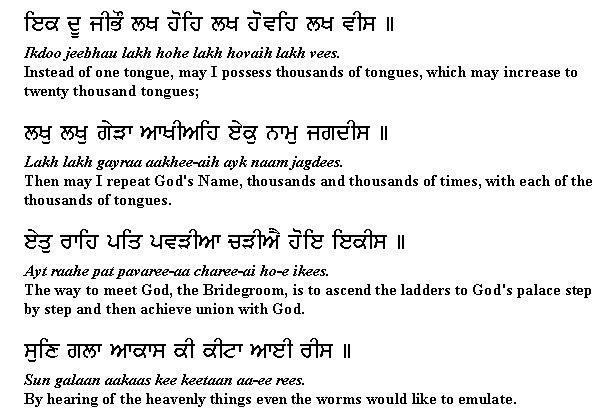 ਇਕ ਦੂ ਜੀਭੌ ਲਖ ਹੋਹਿ ਲਖ ਹੋਵਹਿ ਲਖ ਵੀਸ ॥
Ikdoo jeebhau lakh hohe lakh hovaih lakh vees.
Instead of one tongue, may I possess thousands of tongues, which may increase to
twenty thousand tongues;
ਲਖੁ ਲਖੁ ਗੇੜਾ ਆਖੀਅਹਿ ਏਕੁ ਨਾਮੁ ਜਗਦੀਸ ॥
Lakh lakh gayraa aakhee-aih ayk naam jagdees.
Then may I repeat God's Name, thousands and thousands of times, with each of the
thousands of tongues.
ਏਤੁ ਰਾਹਿ ਪਤਿ ਪਵੜੀਆ ਚੜੀਐ ਹੋਇ ਇਕੀਸ ॥
Ayt raahe pat pavaree-aa charee-ai ho-e ikees.
The way to meet God, the Bridegroom, is to ascend the ladders to God's palace step
by step and then achieve union with God.
ਸੁਣਿ ਗਲਾ ਆਕਾਸ ਕੀ ਕੀਟਾ ਆਈ ਰੀਸ ॥
Sun galaan aakaas kee keetaan aa-ee rees.
By hearing of the heavenly things even the worms would like to emulate.